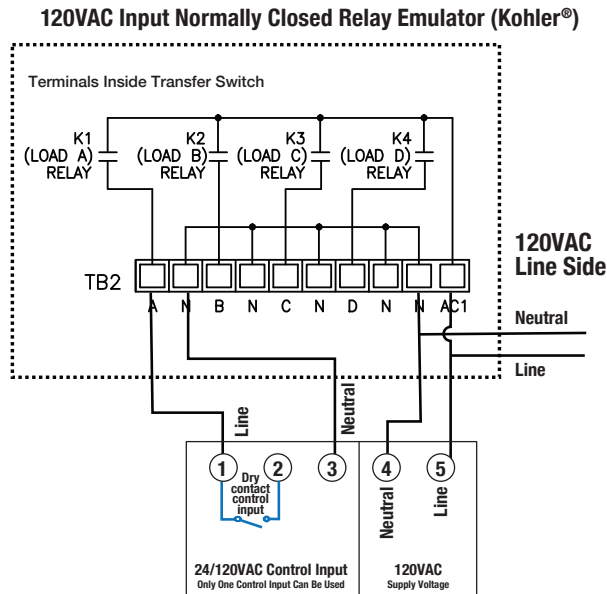 120VAC Input Normally Closed Relay Emulator (Kohler®)
Terminals Inside Transfer Switch
K1
(LOAD A)
RELAY
K2
(LOAD B)
RELAY
K3
(LOAD C)
RELAY
K4
(LOAD D)
RELAY
120VAC
Line Side
TB2
A N B N C N D N N AC1
Neutral
Line
Line
Neutral
1 2 3 4 5
Dry
contact
control
input
Neutral
Line
24/120VAC Control Input
Only One Control Input Can Be Used
120VAC
Supply Voltage